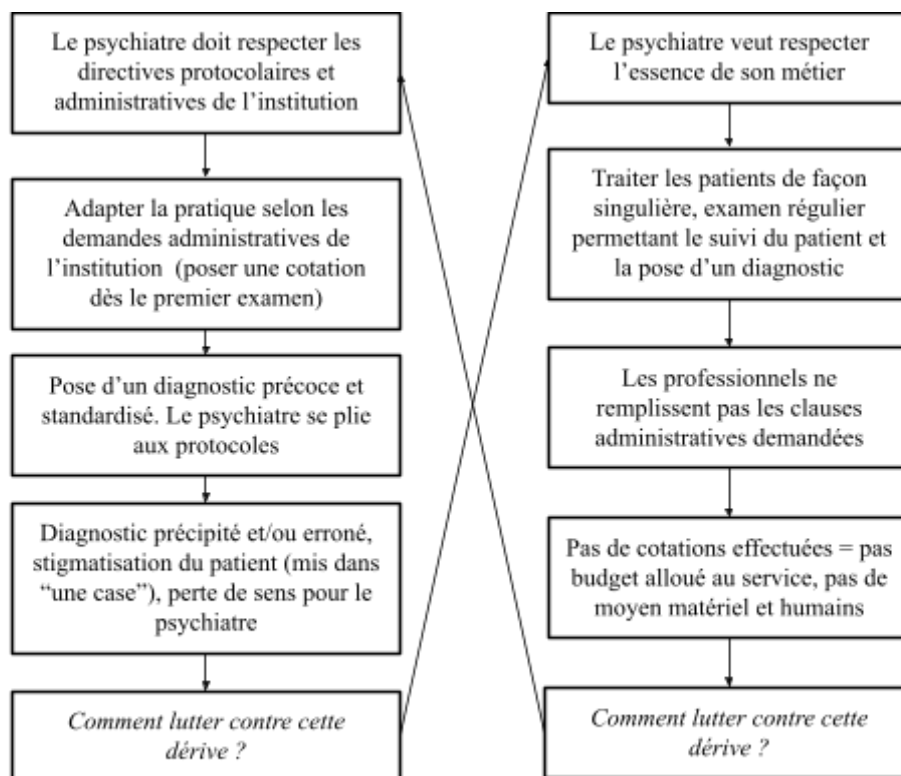 Le psychiatre doit respecter les
directives protocolaires et
administratives de l’institution
Adapter la pratique selon les
demandes administratives de
l’institution (poser une cotation
dès le premier examen)
Pose d’un diagnostic précoce et
standardisé. Le psychiatre se plie
aux protocoles
Diagnostic précipité et/ou erroné,
stigmatisation du patient (mis dans
“une case”), perte de sens pour le
psychiatre
Comment lutter contre cette
dérive ?
Le psychiatre veut respecter
l’essence de son métier
Traiter les patients de façon
singulière, examen régulier
permettant le suivi du patient et
la pose d’un diagnostic
Les professionnels ne
remplissent pas les clauses
administratives demandées
Pas de cotations effectuées = pas
budget alloué au service, pas de
moyen matériel et humains
Comment lutter contre cette
dérive ?